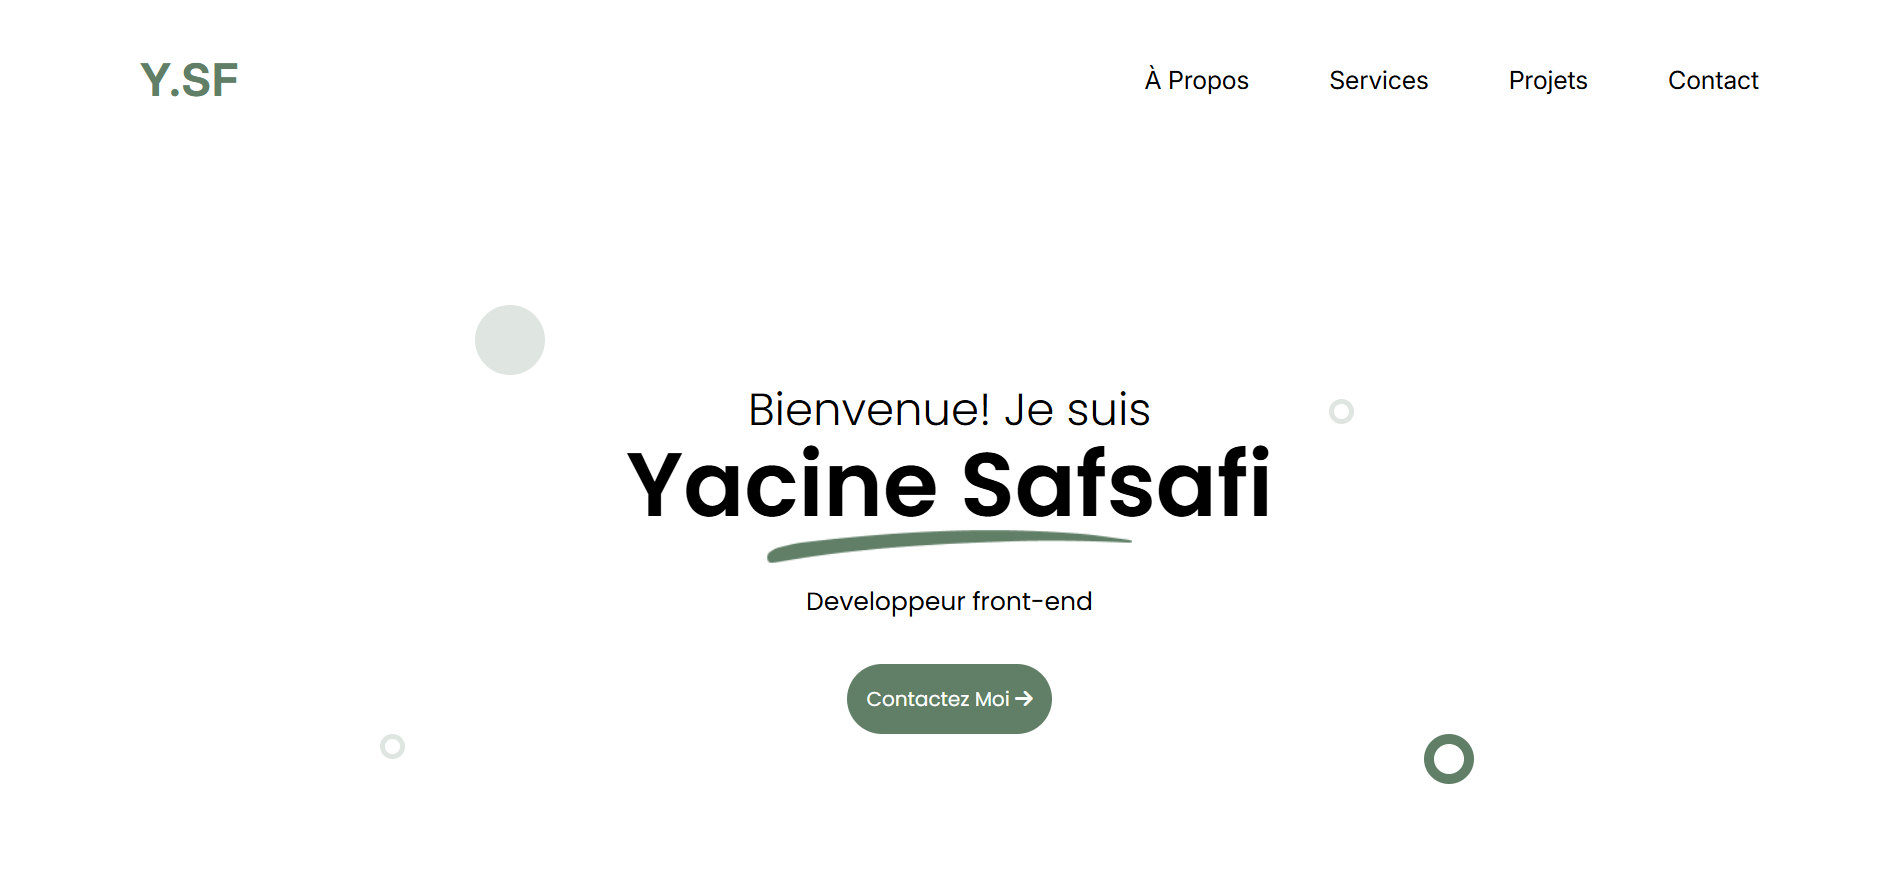 Y.SF
À Propos Services Projets Contact
Bienvenue! Je suis
Yacine Safsafi
Developpeur front-end
Contactez Moi →